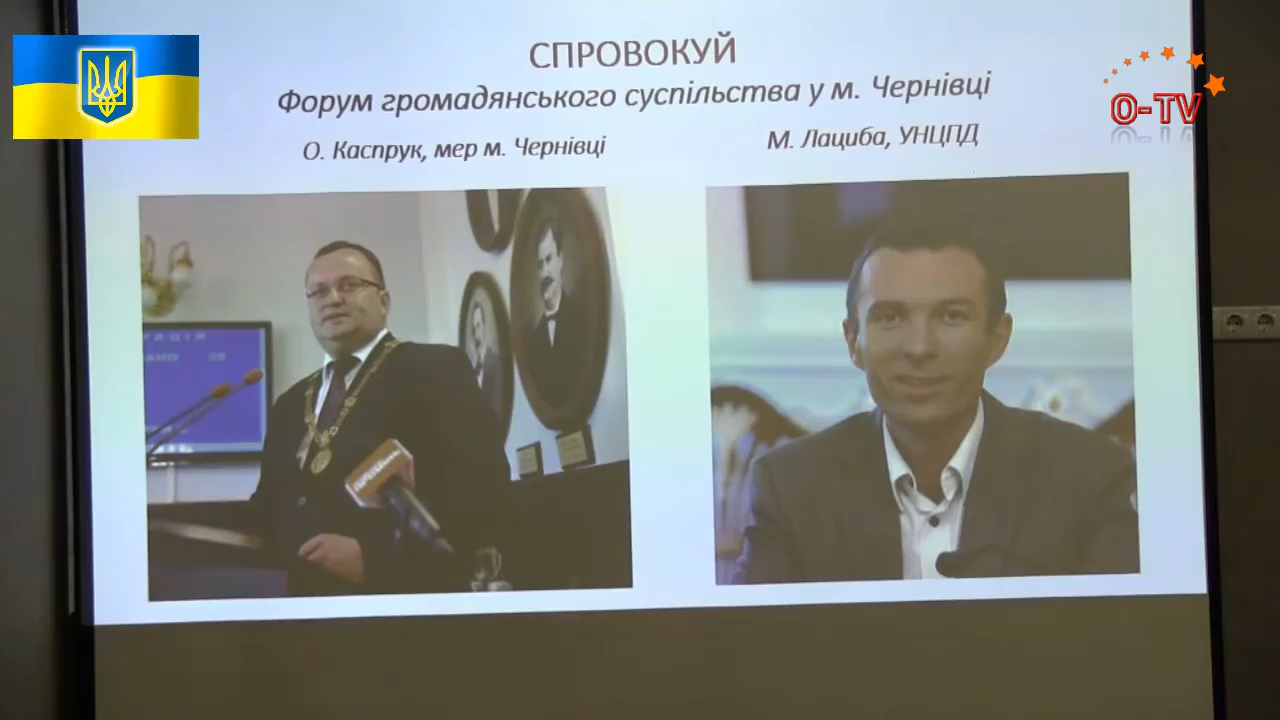 СПРОВОКУЙ
Форум громадянського суспільства у м. Чернівці
О. Каспрук, мер м. Чернівці
М. Лациба, УНЦПД
O-TV